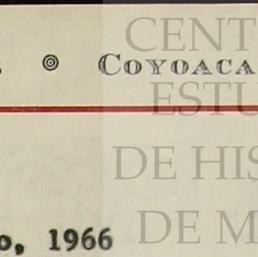 COYOACA
o, 1966
CENT
ESTU
DE HIS
DE M